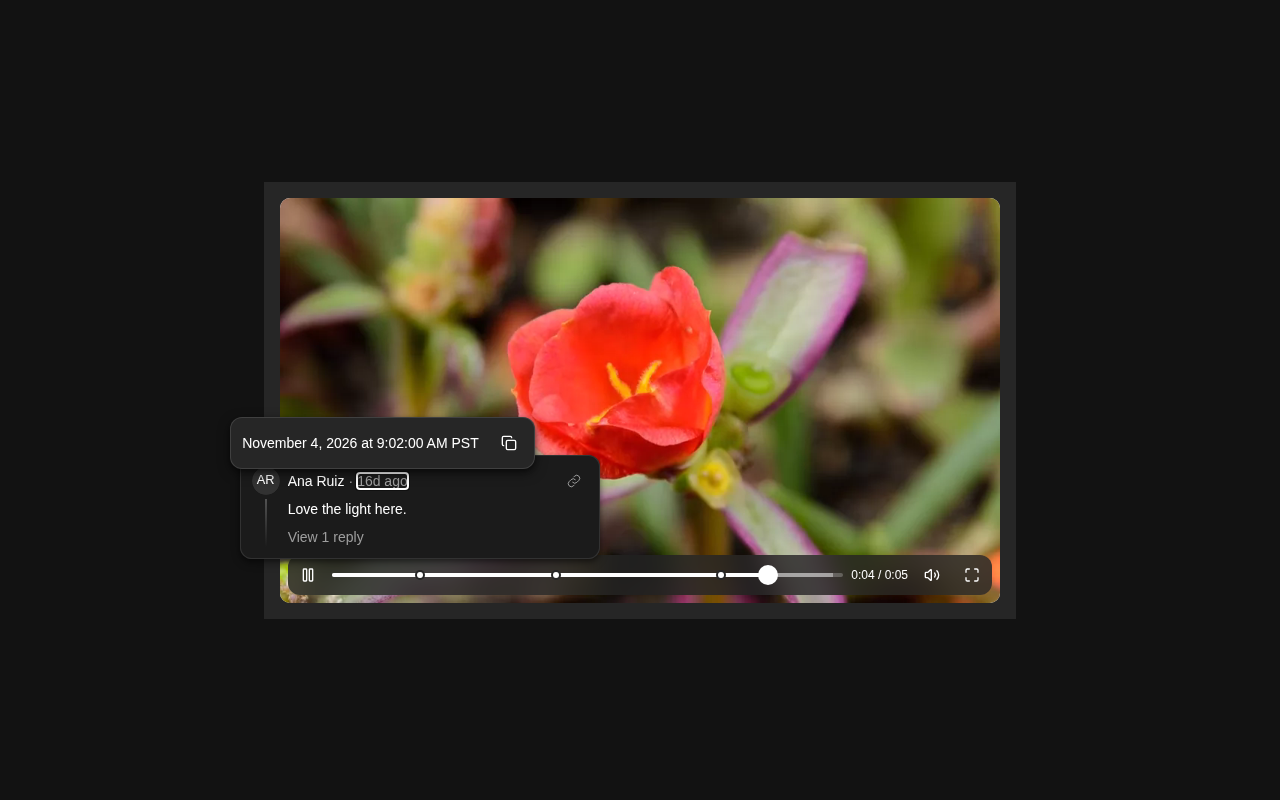 November 4, 2026 at 9:02:00 AM PST
AR Ana Ruiz · 16d ago
Love the light here.
View 1 reply
0:04 / 0:05